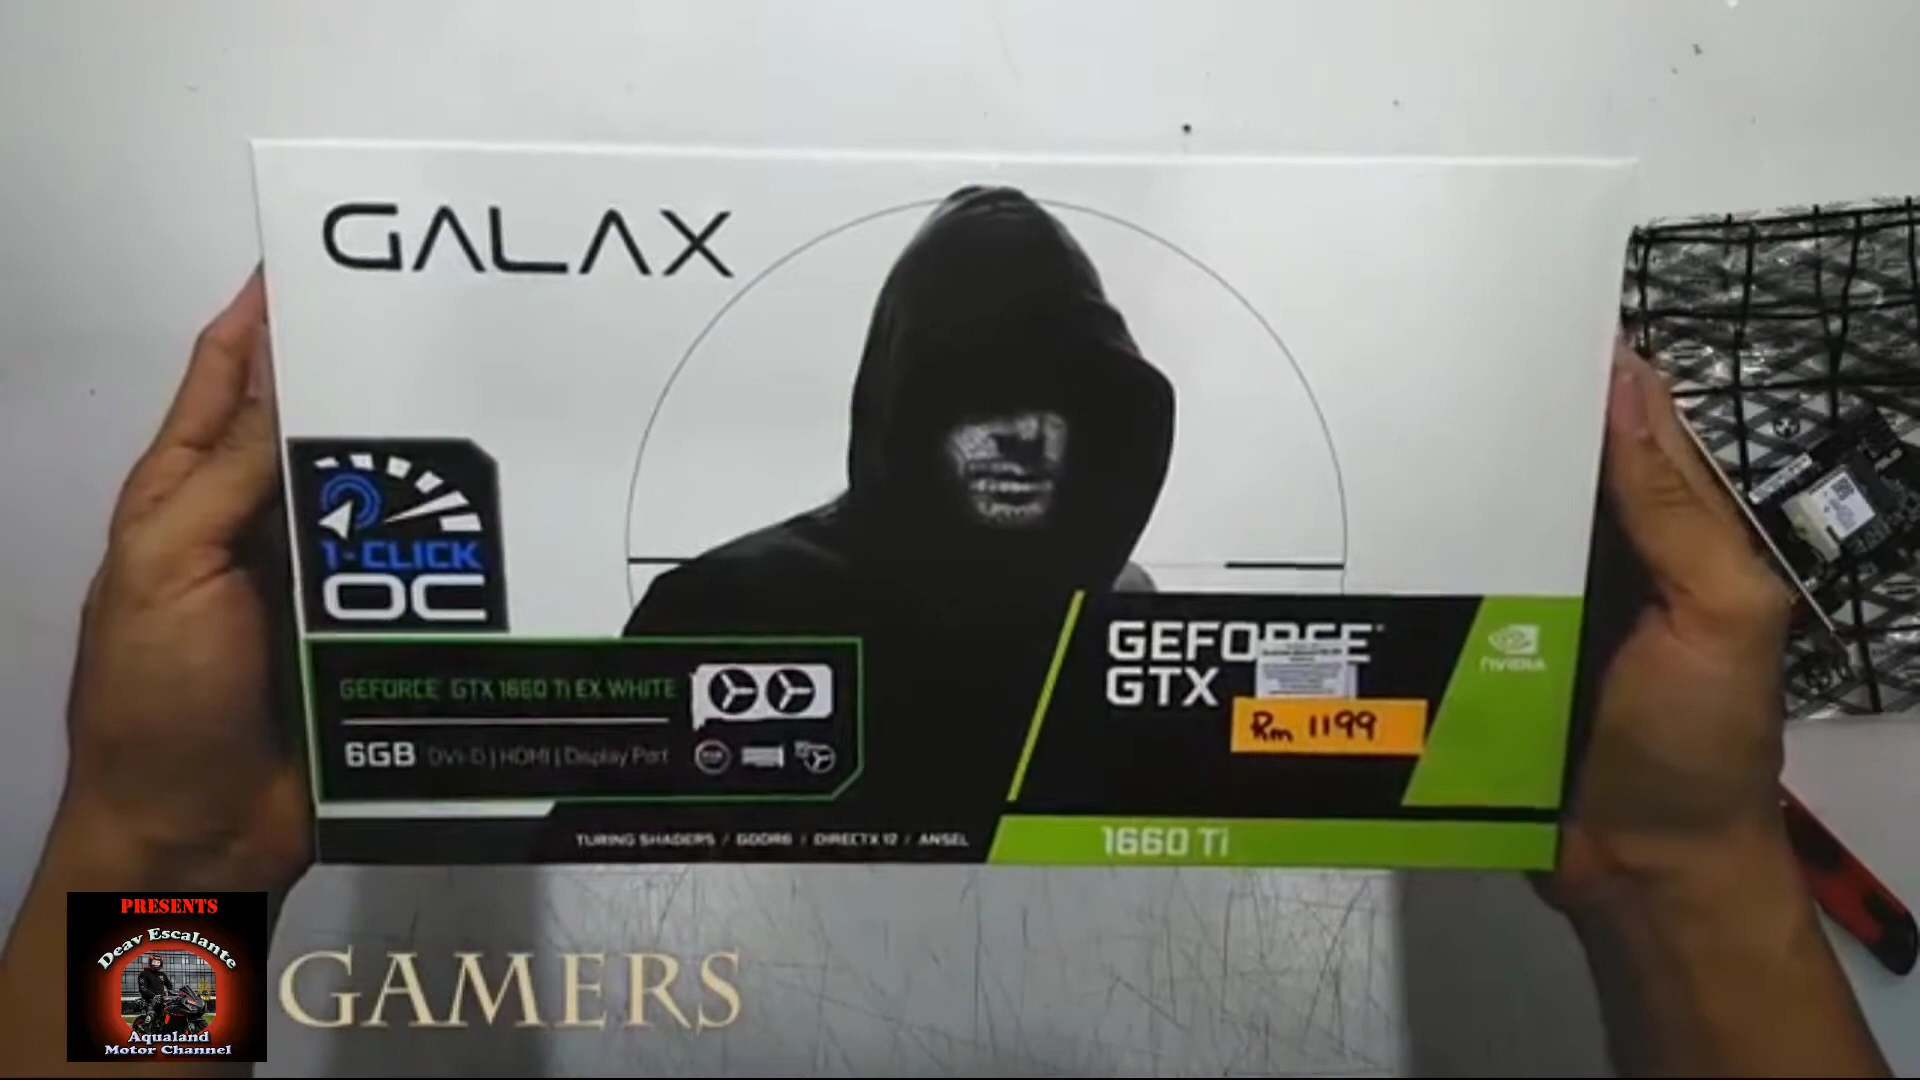 GALAX
1-CLICK
OC
GEFORCE GTX 1660 Ti EX WHITE
6GB DVI-D | HDMI | Display Port
TURING SHADERS / GDDR6 / DIRECTX 12 / ANSEL
GEFORCE
GTX
NVIDIA
Rm 1199
1660 Ti
PRESENTS
Deav Escalante
Aqualand
Motor Channel
GAMERS